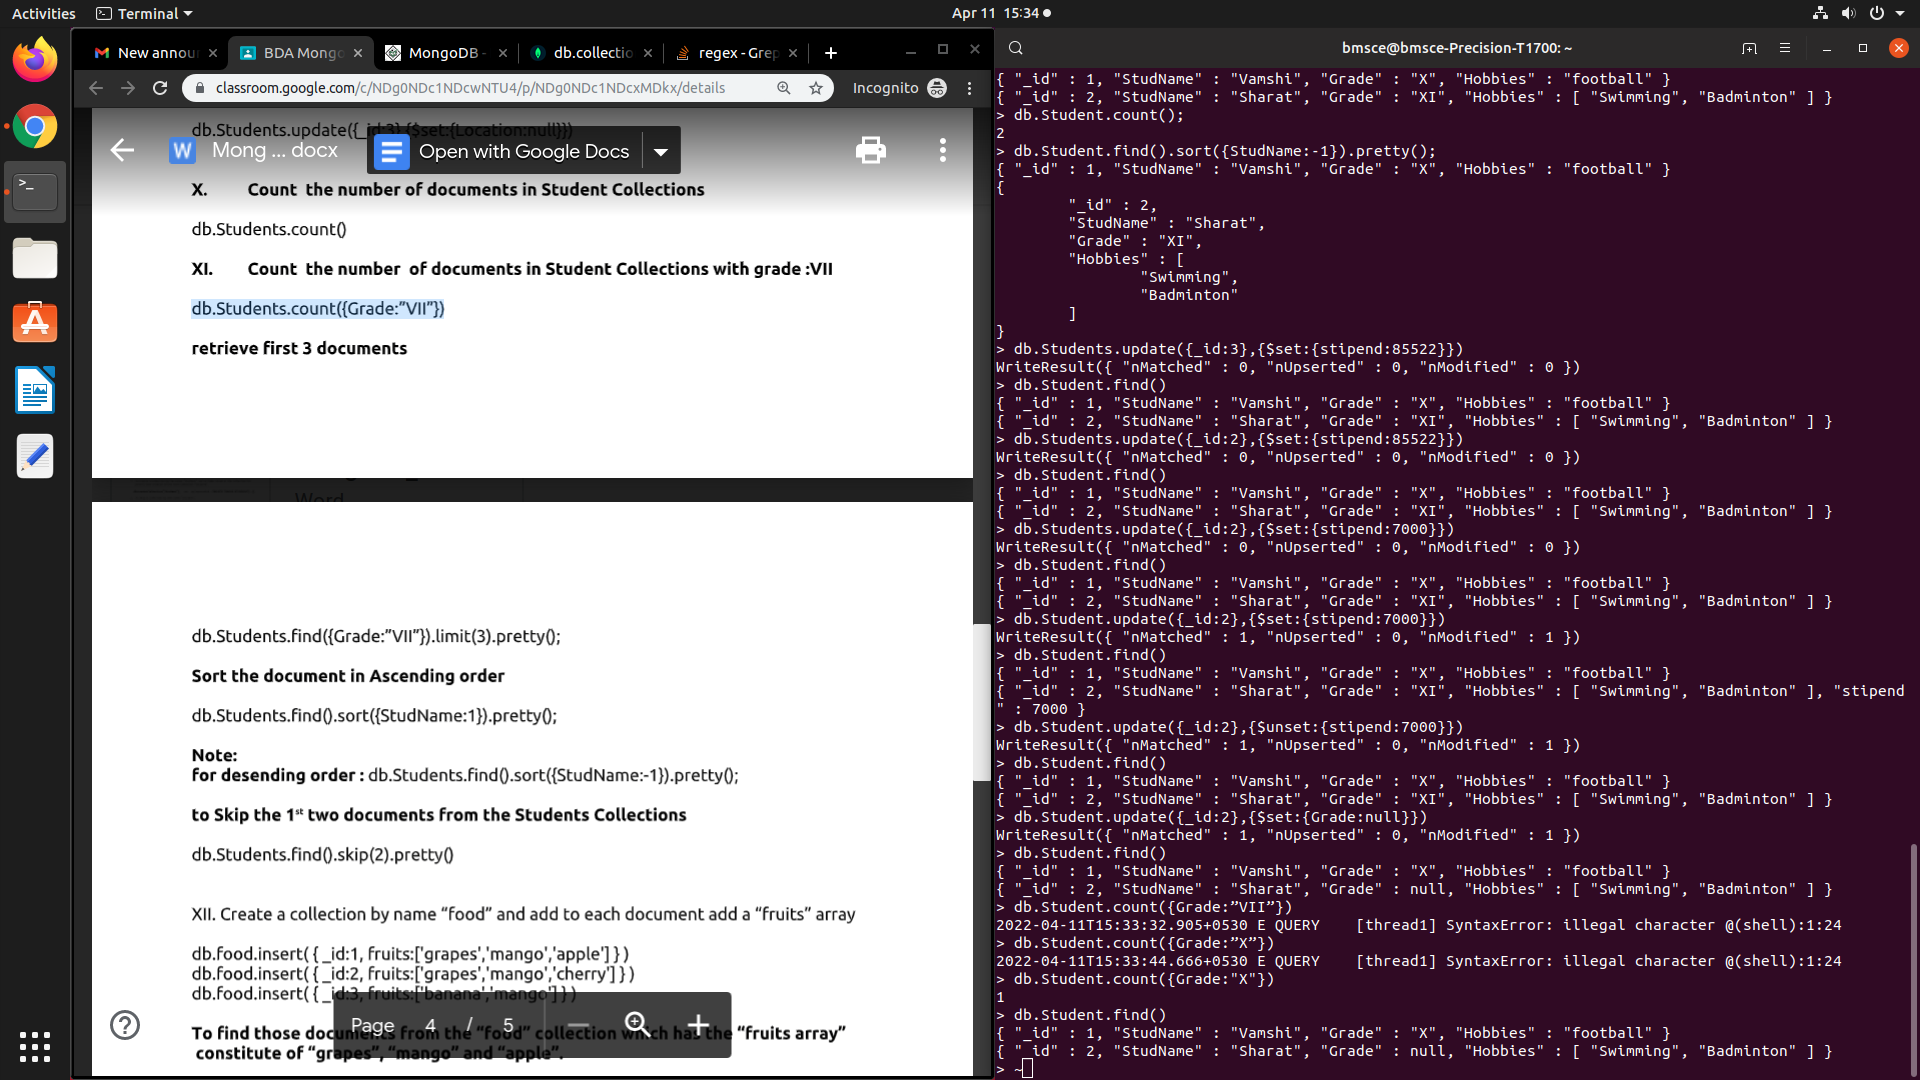 Activities
Terminal
Apr 11 15:34
New annou
BDA Mongo
MongoDB -
db.collectio
regex - Grep
classroom.google.com/c/NDg0NDc1NDcwNTU4/p/NDg0NDc1NDcxMDkx/details
Incognito
db.Students.update({_id:3},{$set:{Location:null}})
W
Mong ... docx
Open with Google Docs
X. Count the number of documents in Student Collections
db.Students.count()
XI. Count the number of documents in Student Collections with grade :VII
db.Students.count({Grade:”VII”})
retrieve first 3 documents
Word
db.Students.find({Grade:”VII”}).limit(3).pretty();
Sort the document in Ascending order
db.Students.find().sort({StudName:1}).pretty();
Note:
for desending order : db.Students.find().sort({StudName:-1}).pretty();
to Skip the 1st two documents from the Students Collections
db.Students.find().skip(2).pretty()
XII. Create a collection by name “food” and add to each document add a “fruits” array
db.food.insert( { _id:1, fruits:['grapes','mango','apple'] } )
db.food.insert( { _id:2, fruits:['grapes','mango','cherry'] } )
db.food.insert( { _id:3, fruits:['banana','mango'] } )
To find those documents from the “food” collection which has the “fruits array”
constitute of “grapes”, “mango” and “apple”.
Page 4 / 5
bmsce@bmsce-Precision-T1700: ~
{ "_id" : 1, "StudName" : "Vamshi", "Grade" : "X", "Hobbies" : "football" }
{ "_id" : 2, "StudName" : "Sharat", "Grade" : "XI", "Hobbies" : [ "Swimming", "Badminton" ] }
> db.Student.count();
2
> db.Student.find().sort({StudName:-1}).pretty();
{ "_id" : 1, "StudName" : "Vamshi", "Grade" : "X", "Hobbies" : "football" }
{
"_id" : 2,
"StudName" : "Sharat",
"Grade" : "XI",
"Hobbies" : [
"Swimming",
"Badminton"
]
}
> db.Students.update({_id:3},{$set:{stipend:85522}})
WriteResult({ "nMatched" : 0, "nUpserted" : 0, "nModified" : 0 })
> db.Student.find()
{ "_id" : 1, "StudName" : "Vamshi", "Grade" : "X", "Hobbies" : "football" }
{ "_id" : 2, "StudName" : "Sharat", "Grade" : "XI", "Hobbies" : [ "Swimming", "Badminton" ] }
> db.Students.update({_id:2},{$set:{stipend:85522}})
WriteResult({ "nMatched" : 0, "nUpserted" : 0, "nModified" : 0 })
> db.Student.find()
{ "_id" : 1, "StudName" : "Vamshi", "Grade" : "X", "Hobbies" : "football" }
{ "_id" : 2, "StudName" : "Sharat", "Grade" : "XI", "Hobbies" : [ "Swimming", "Badminton" ] }
> db.Students.update({_id:2},{$set:{stipend:7000}})
WriteResult({ "nMatched" : 0, "nUpserted" : 0, "nModified" : 0 })
> db.Student.find()
{ "_id" : 1, "StudName" : "Vamshi", "Grade" : "X", "Hobbies" : "football" }
{ "_id" : 2, "StudName" : "Sharat", "Grade" : "XI", "Hobbies" : [ "Swimming", "Badminton" ] }
> db.Student.update({_id:2},{$set:{stipend:7000}})
WriteResult({ "nMatched" : 1, "nUpserted" : 0, "nModified" : 1 })
> db.Student.find()
{ "_id" : 1, "StudName" : "Vamshi", "Grade" : "X", "Hobbies" : "football" }
{ "_id" : 2, "StudName" : "Sharat", "Grade" : "XI", "Hobbies" : [ "Swimming", "Badminton" ], "stipend
" : 7000 }
> db.Student.update({_id:2},{$unset:{stipend:7000}})
WriteResult({ "nMatched" : 1, "nUpserted" : 0, "nModified" : 1 })
> db.Student.find()
{ "_id" : 1, "StudName" : "Vamshi", "Grade" : "X", "Hobbies" : "football" }
{ "_id" : 2, "StudName" : "Sharat", "Grade" : "XI", "Hobbies" : [ "Swimming", "Badminton" ] }
> db.Student.update({_id:2},{$set:{Grade:null}})
WriteResult({ "nMatched" : 1, "nUpserted" : 0, "nModified" : 1 })
> db.Student.find()
{ "_id" : 1, "StudName" : "Vamshi", "Grade" : "X", "Hobbies" : "football" }
{ "_id" : 2, "StudName" : "Sharat", "Grade" : null, "Hobbies" : [ "Swimming", "Badminton" ] }
> db.Student.count({Grade:”VII”})
2022-04-11T15:33:32.905+0530 E QUERY [thread1] SyntaxError: illegal character @(shell):1:24
> db.Student.count({Grade:”X”})
2022-04-11T15:33:44.666+0530 E QUERY [thread1] SyntaxError: illegal character @(shell):1:24
> db.Student.count({Grade:"X"})
1
> db.Student.find()
{ "_id" : 1, "StudName" : "Vamshi", "Grade" : "X", "Hobbies" : "football" }
{ "_id" : 2, "StudName" : "Sharat", "Grade" : null, "Hobbies" : [ "Swimming", "Badminton" ] }
> ~